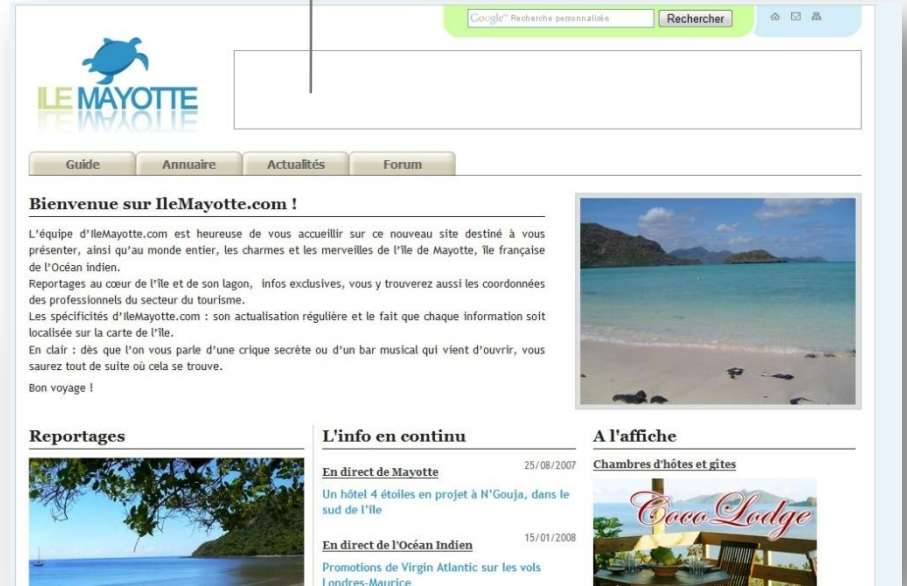 Google™ Recherche personnalisée
Rechercher
ILE MAYOTTE
Guide
Annuaire
Actualités
Forum
Bienvenue sur IleMayotte.com !
L'équipe d'IleMayotte.com est heureuse de vous accueillir sur ce nouveau site destiné à vous
présenter, ainsi qu'au monde entier, les charmes et les merveilles de l'île de Mayotte, île française
de l'Océan indien.
Reportages au cœur de l'île et de son lagon, infos exclusives, vous y trouverez aussi les coordonnées
des professionnels du secteur du tourisme.
Les spécificités d'IleMayotte.com : son actualisation régulière et le fait que chaque information soit
localisée sur la carte de l'île.
En clair : dès que l'on vous parle d'une crique secrète ou d'un bar musical qui vient d'ouvrir, vous
saurez tout de suite où cela se trouve.
Bon voyage !
Reportages
L'info en continu
En direct de Mayotte
25/08/2007
Un hôtel 4 étoiles en projet à N'Gouja, dans le
sud de l'île
En direct de l'Océan Indien
15/01/2008
Promotions de Virgin Atlantic sur les vols
Londres-Maurice
A l'affiche
Chambres d'hôtes et gîtes
Coco Lodge